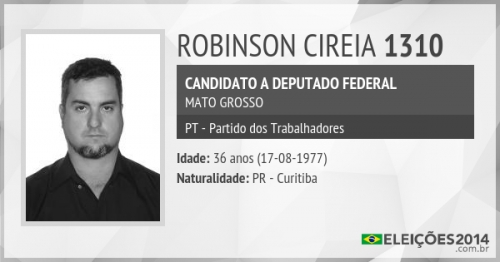 ROBINSON CIREIA 1310
CANDIDATO A DEPUTADO FEDERAL
MATO GROSSO
PT - Partido dos Trabalhadores
Idade: 36 anos (17-08-1977)
Naturalidade: PR - Curitiba
ELEIÇÕES2014
.com.br